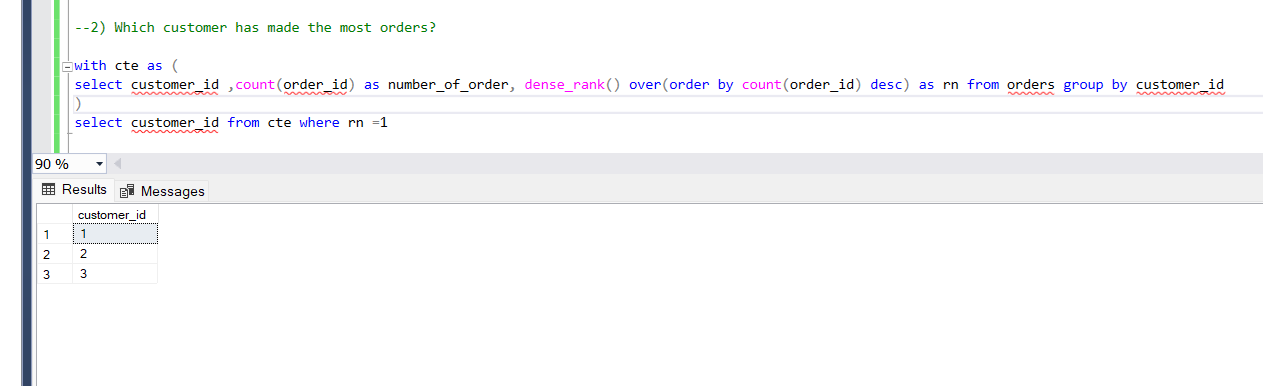 --2) Which customer has made the most orders?
with cte as (
select customer_id ,count(order_id) as number_of_order, dense_rank() over(order by count(order_id) desc) as rn from orders group by customer_id
)
select customer_id from cte where rn =1
90 %
Results Messages
customer_id
1 1
2 2
3 3